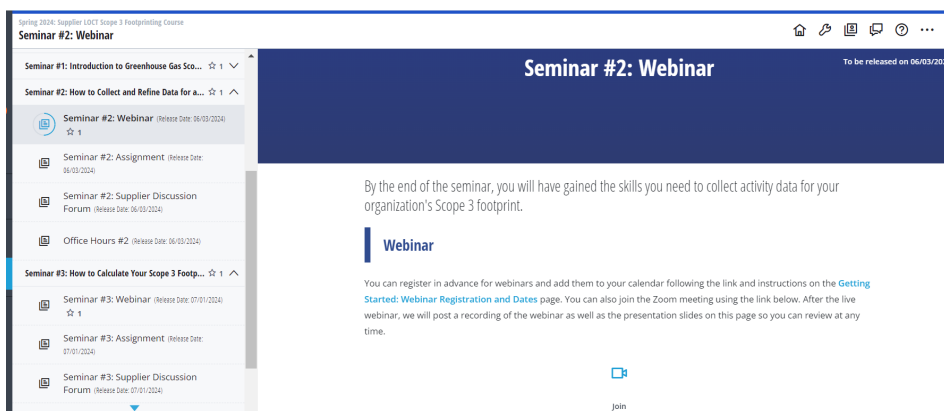 Spring 2024: Supplier LOCT Scope 3 Footprinting Course
Seminar #2: Webinar
Seminar #1: Introduction to Greenhouse Gas Sco... ☆ 1
Seminar #2: How to Collect and Refine Data for a... ☆ 1
Seminar #2: Webinar (Release Date: 06/03/2024)
☆ 1
Seminar #2: Assignment (Release Date:
06/03/2024)
Seminar #2: Supplier Discussion
Forum (Release Date: 06/03/2024)
Office Hours #2 (Release Date: 06/03/2024)
Seminar #3: How to Calculate Your Scope 3 Footp... ☆ 1
Seminar #3: Webinar (Release Date: 07/01/2024)
☆ 1
Seminar #3: Assignment (Release Date:
07/01/2024)
Seminar #3: Supplier Discussion
Forum (Release Date: 07/01/2024)
Seminar #2: Webinar
To be released on 06/03/202
By the end of the seminar, you will have gained the skills you need to collect activity data for your
organization's Scope 3 footprint.
Webinar
You can register in advance for webinars and add them to your calendar following the link and instructions on the Getting
Started: Webinar Registration and Dates page. You can also join the Zoom meeting using the link below. After the live
webinar, we will post a recording of the webinar as well as the presentation slides on this page so you can review at any
time.
Join